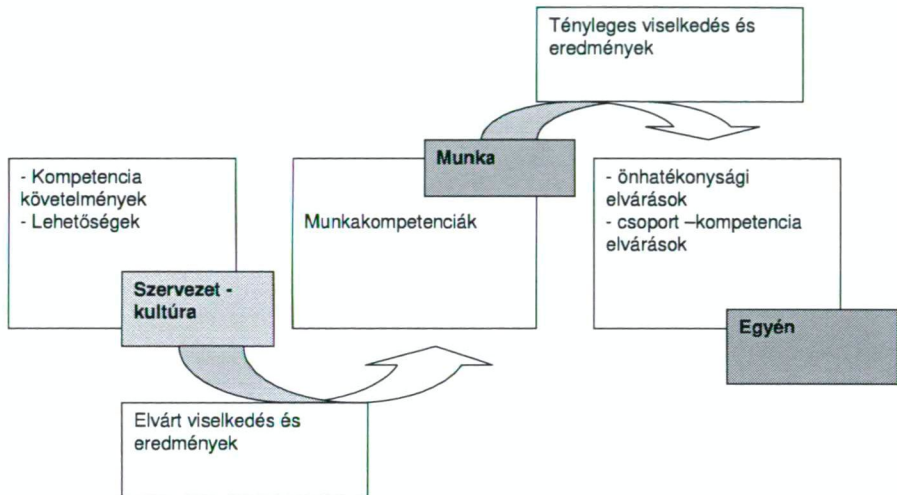 Tényleges viselkedés és
eredmények
Munka
- Kompetencia
követelmények
- Lehetőségek
Munkakompetenciák
- önhatékonysági
elvárások
- csoport –kompetencia
elvárások
Szervezet -
kultúra
Egyén
Elvárt viselkedés és
eredmények